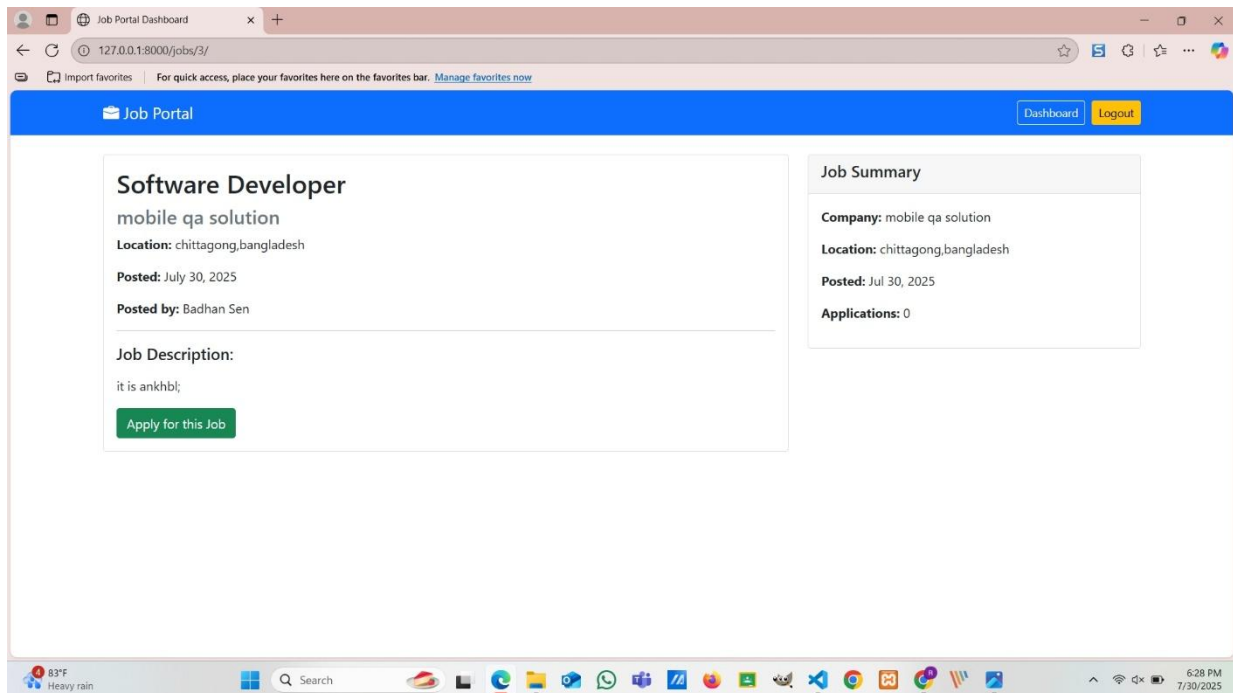 Job Portal Dashboard
127.0.0.1:8000/jobs/3/
Import favorites For quick access, place your favorites here on the favorites bar. Manage favorites now
Job Portal Dashboard Logout
Software Developer
mobile qa solution
Location: chittagong,bangladesh
Posted: July 30, 2025
Posted by: Badhan Sen
Job Description:
it is ankhbl;
Apply for this Job
Job Summary
Company: mobile qa solution
Location: chittagong,bangladesh
Posted: Jul 30, 2025
Applications: 0
4 83°F
Heavy rain
Search
6:28 PM
7/30/2025